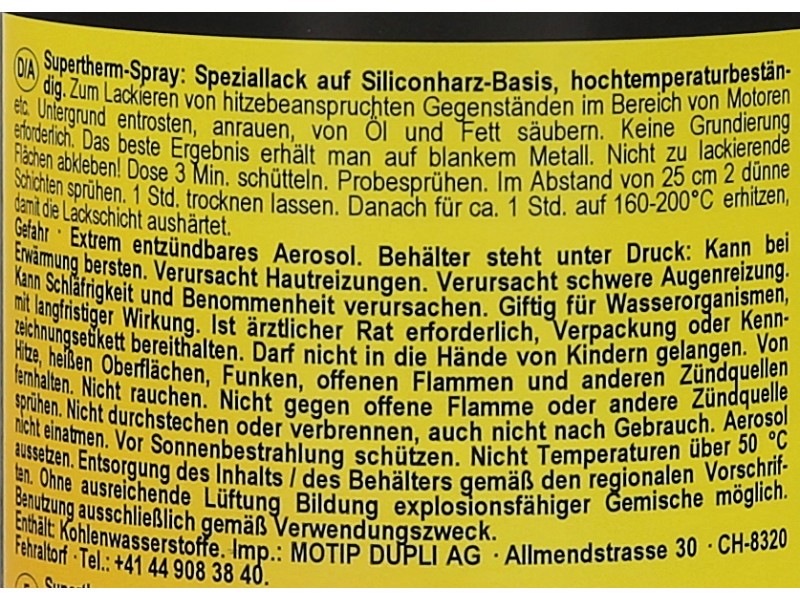 D/A Supertherm-Spray: Speziallack auf Siliconharz-Basis, hochtemperaturbestän-
dig. Zum Lackieren von hitzebeanspruchten Gegenständen im Bereich von Motoren
etc. Untergrund entrosten, anrauen, von Öl und Fett säubern. Keine Grundierung
erforderlich. Das beste Ergebnis erhält man auf blankem Metall. Nicht zu lackierende
Flächen abkleben! Dose 3 Min. schütteln. Probesprühen. Im Abstand von 25 cm 2 dünne
Schichten sprühen. 1 Std. trocknen lassen. Danach für ca. 1 Std. auf 160-200°C erhitzen,
damit die Lackschicht aushärtet.
Gefahr · Extrem entzündbares Aerosol. Behälter steht unter Druck: Kann bei
Erwärmung bersten. Verursacht Hautreizungen. Verursacht schwere Augenreizung.
Kann Schläfrigkeit und Benommenheit verursachen. Giftig für Wasserorganismen,
mit langfristiger Wirkung. Ist ärztlicher Rat erforderlich, Verpackung oder Kenn-
zeichnungsetikett bereithalten. Darf nicht in die Hände von Kindern gelangen. Von
Hitze, heißen Oberflächen, Funken, offenen Flammen und anderen Zündquellen
fernhalten. Nicht rauchen. Nicht gegen offene Flamme oder andere Zündquelle
sprühen. Nicht durchstechen oder verbrennen, auch nicht nach Gebrauch. Aerosol
nicht einatmen. Vor Sonnenbestrahlung schützen. Nicht Temperaturen über 50 °C
aussetzen. Entsorgung des Inhalts / des Behälters gemäß den regionalen Vorschrif-
ten. Ohne ausreichende Lüftung Bildung explosionsfähiger Gemische möglich.
Benutzung ausschließlich gemäß Verwendungszweck.
Enthält: Kohlenwasserstoffe. Imp.: MOTIP DUPLI AG · Allmendstrasse 30 · CH-8320
Fehraltorf · Tel.: +41 44 908 38 40.